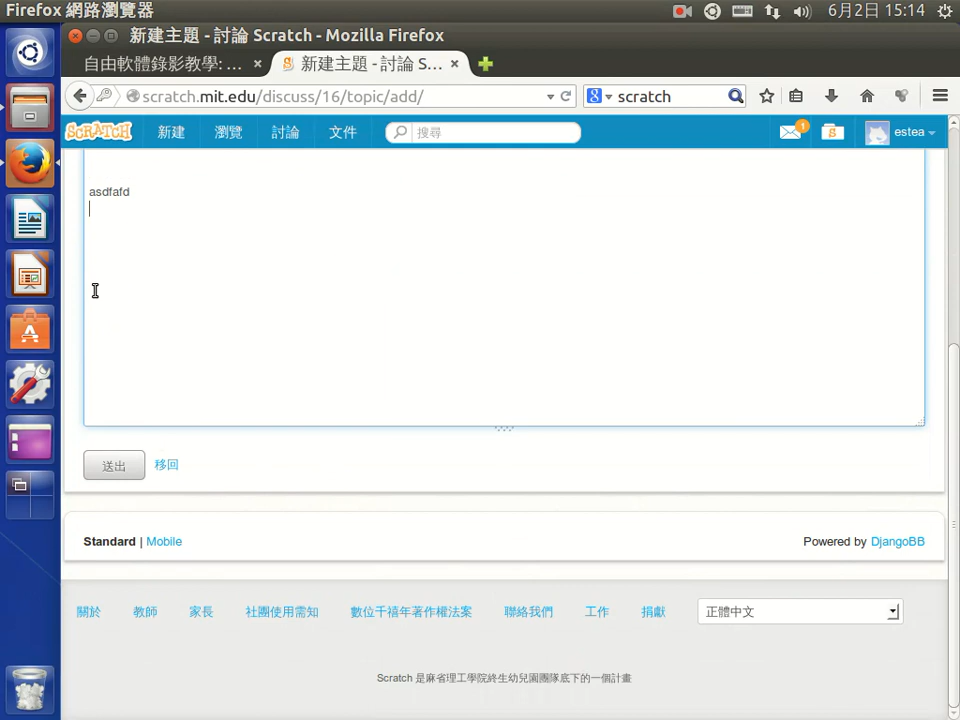 Firefox 網路瀏覽器
6月2日 15:14
新建主題 - 討論 Scratch - Mozilla Firefox
自由軟體錄影教學: ...
新建主題 - 討論 S...
scratch.mit.edu/discuss/16/topic/add/
scratch
SCRATCH 新建 瀏覽 討論 文件 搜尋 1 estea
asdfafd
送出 移回
Standard | Mobile
Powered by DjangoBB
關於 教師 家長 社團使用需知 數位千禧年著作權法案 聯絡我們 工作 捐獻 正體中文
Scratch 是麻省理工學院終生幼兒園團隊底下的一個計畫